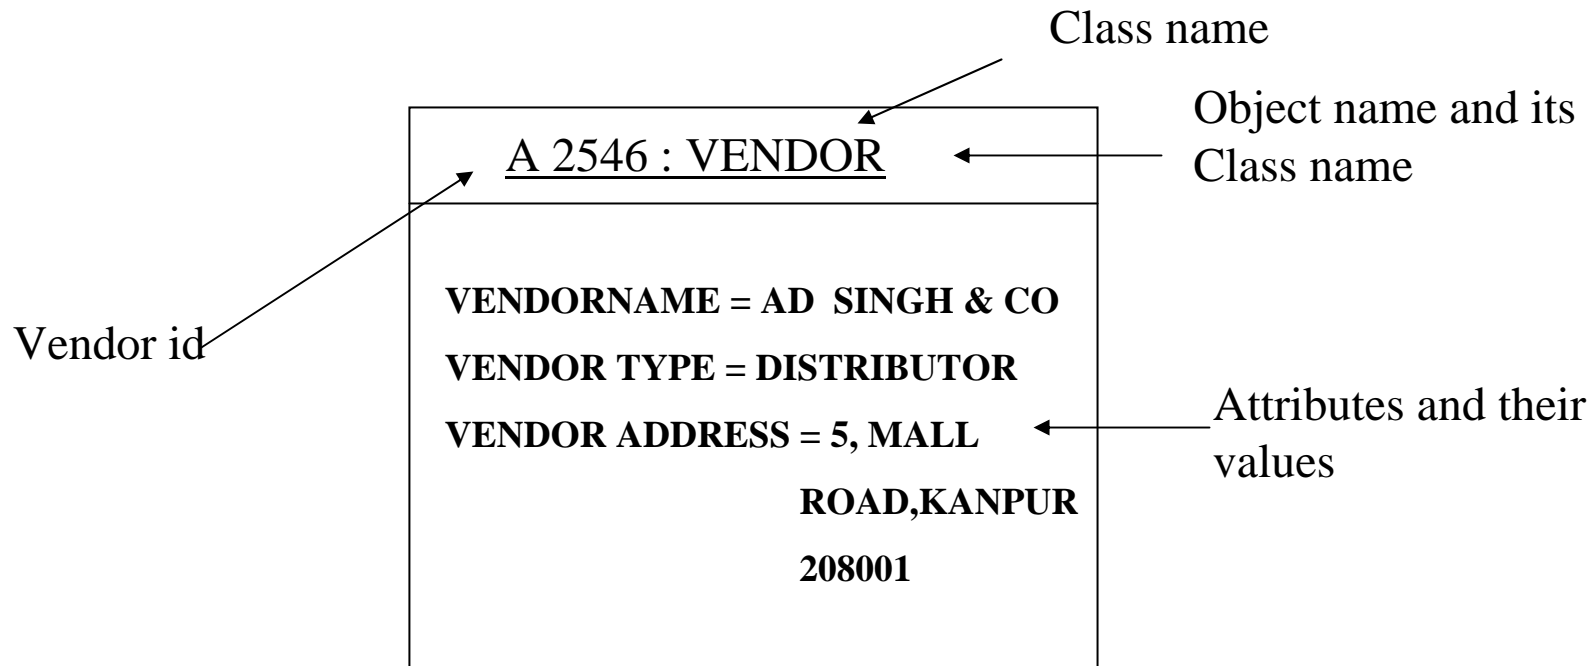 Class name
Object name and its
Class name
A 2546 : VENDOR
VENDORNAME = AD SINGH & CO
Vendor id
VENDOR TYPE = DISTRIBUTOR
VENDOR ADDRESS = 5, MALL
ROAD,KANPUR
208001
Attributes and their
values